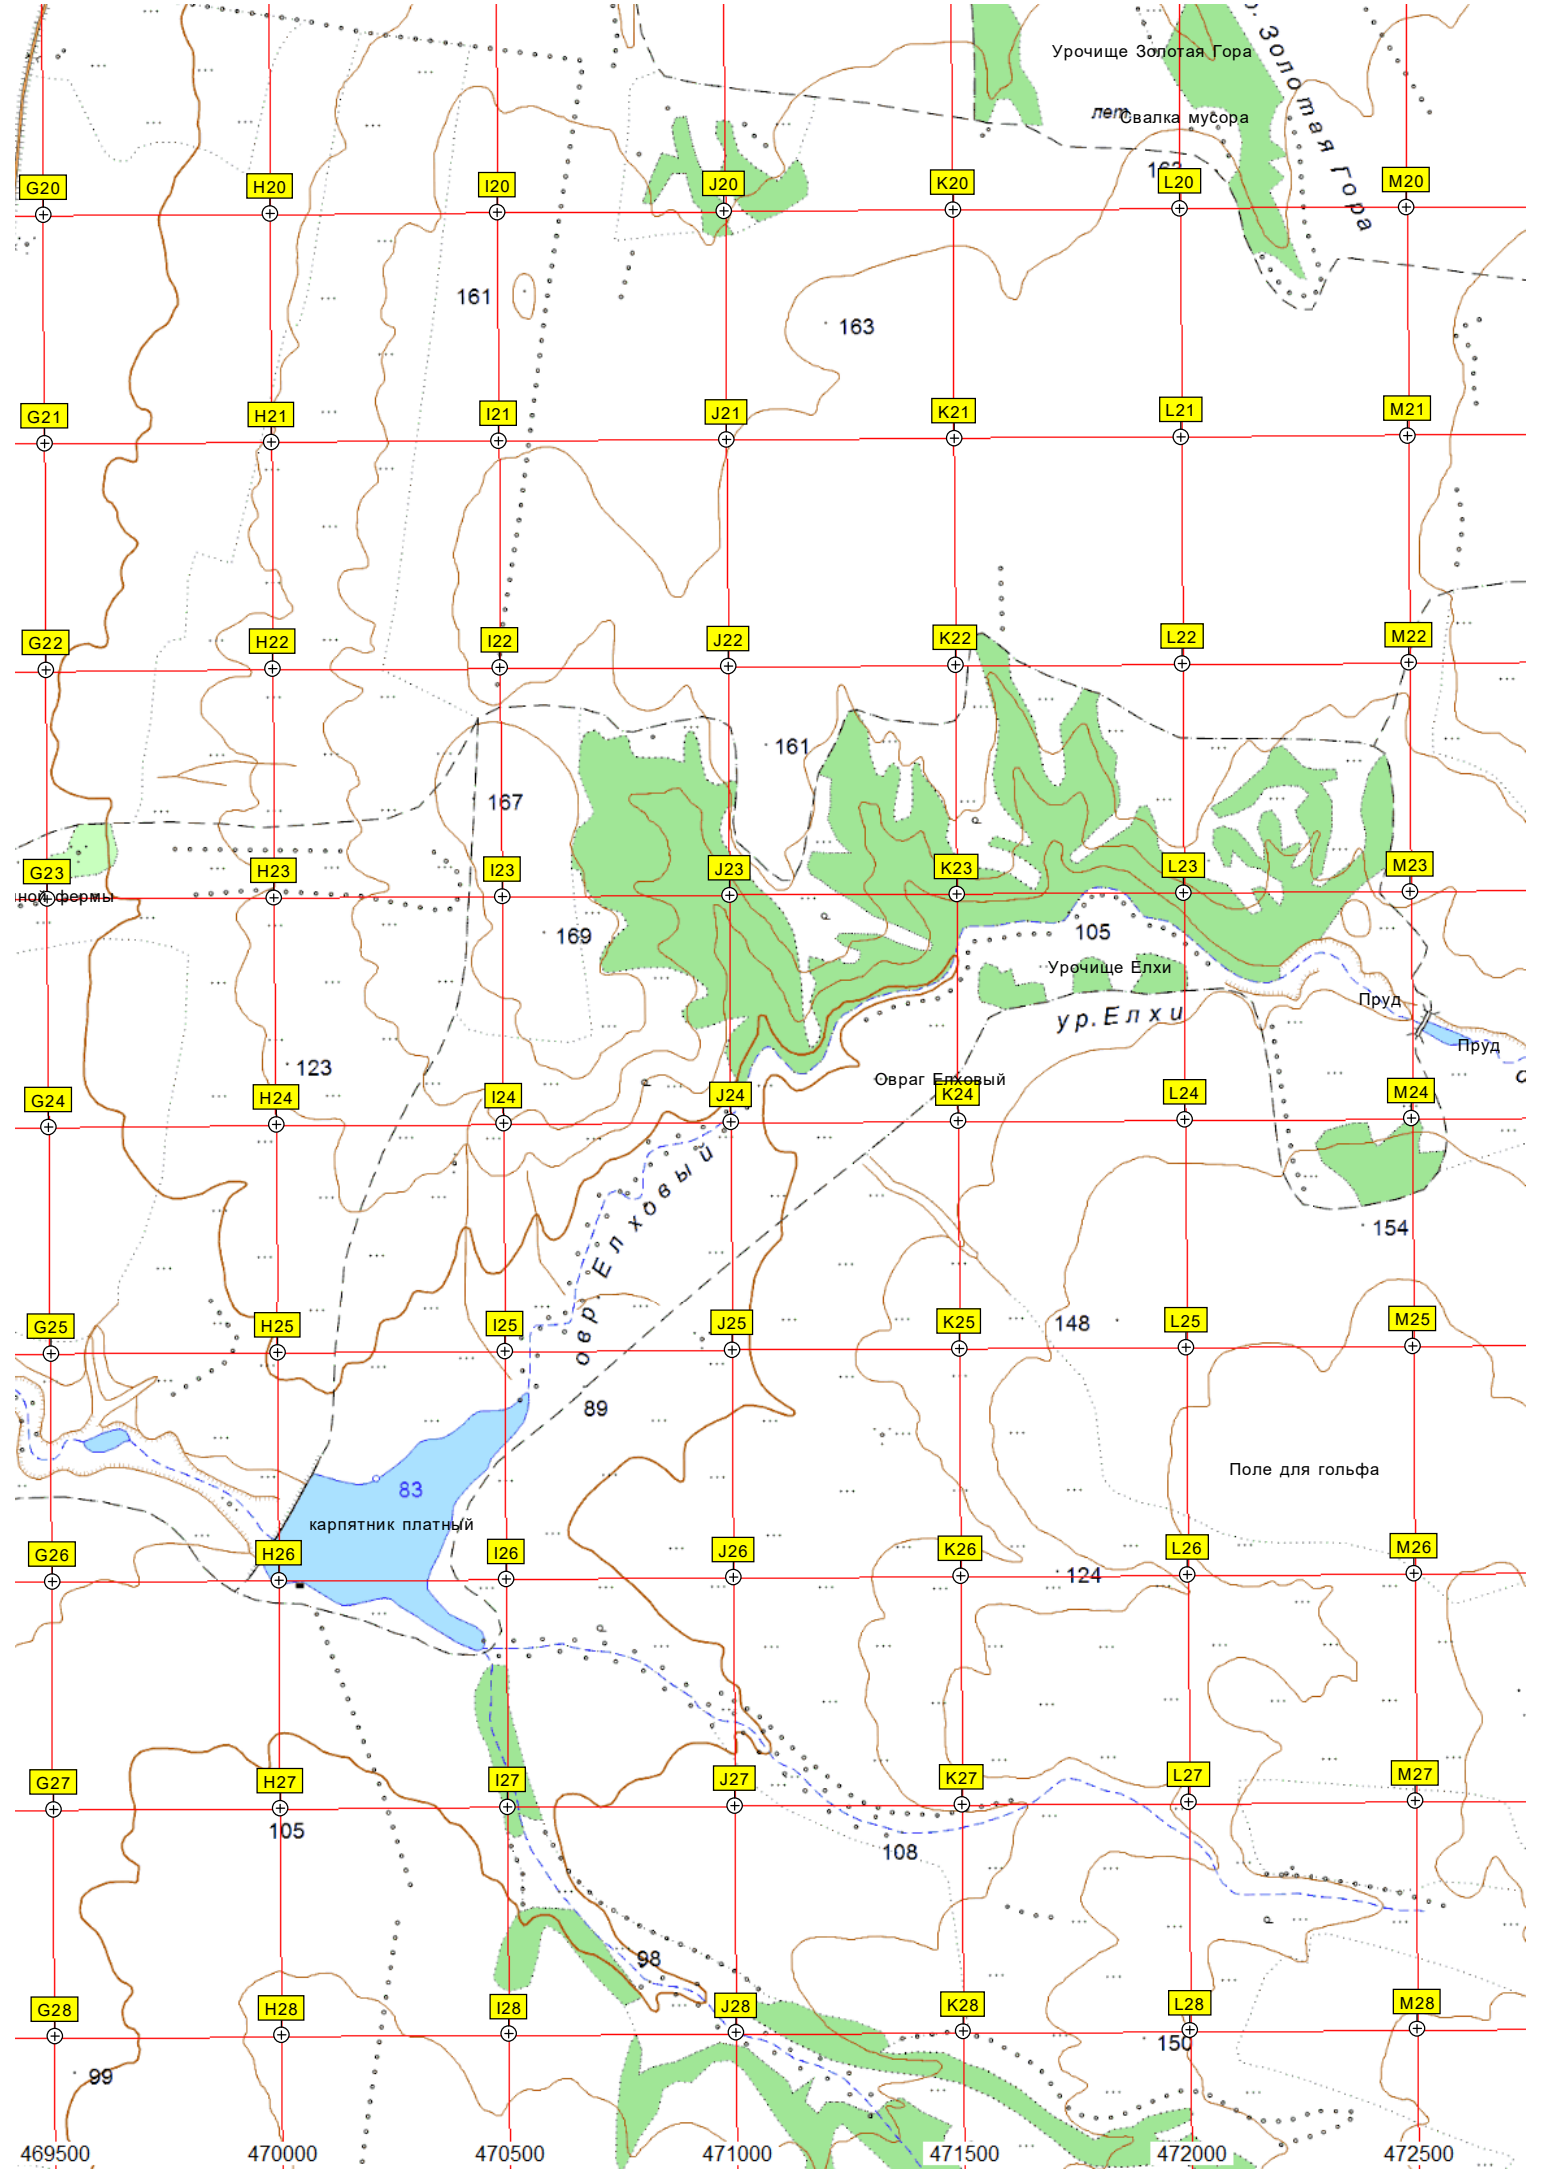 р. Золотая Гора
Урочище Золотая Гора
лет.
Свалка мусора
162
G20 H20 I20 J20 K20 L20 M20
161
163
G21 H21 I21 J21 K21 L21 M21
G22 H22 I22 J22 K22 L22 M22
161
167
р
G23 H23 I23 J23 K23 L23 M23
ной фермы
р
169
105
Урочище Елхи
Пруд
ур. Елхи
Пруд
123
Овраг Елховый
р
о
G24 H24 I24 J24 K24 L24 M24
овр. Елховый
154
148
G25 H25 I25 J25 K25 L25 M25
89
Поле для гольфа
83
карпятник платный
G26 H26 I26 J26 K26 L26 M26
124
р
G27 H27 I27 J27 K27 L27 M27
105
108
р
98
G28 H28 I28 J28 K28 L28 M28
150
99
469500 470000 470500 471000 471500 472000 472500